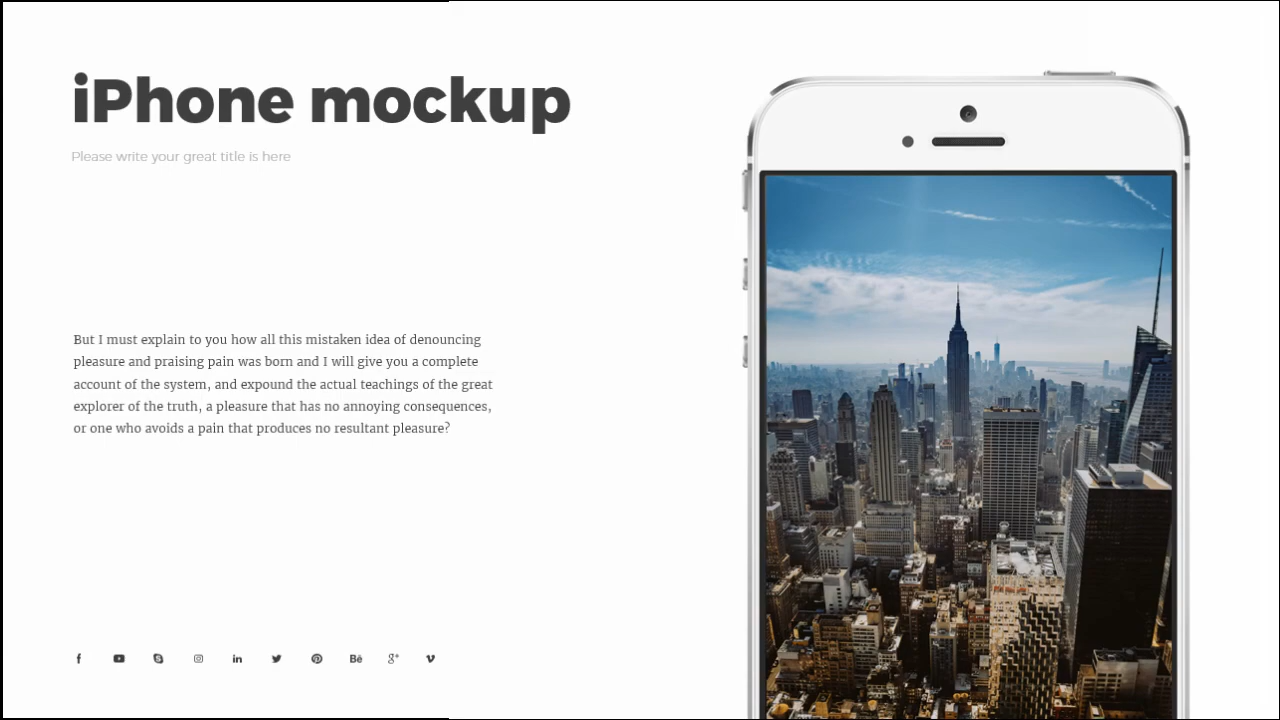 iPhone mockup
Please write your great title is here
But I must explain to you how all this mistaken idea of denouncing
pleasure and praising pain was born and I will give you a complete
account of the system, and expound the actual teachings of the great
explorer of the truth, a pleasure that has no annoying consequences,
or one who avoids a pain that produces no resultant pleasure?